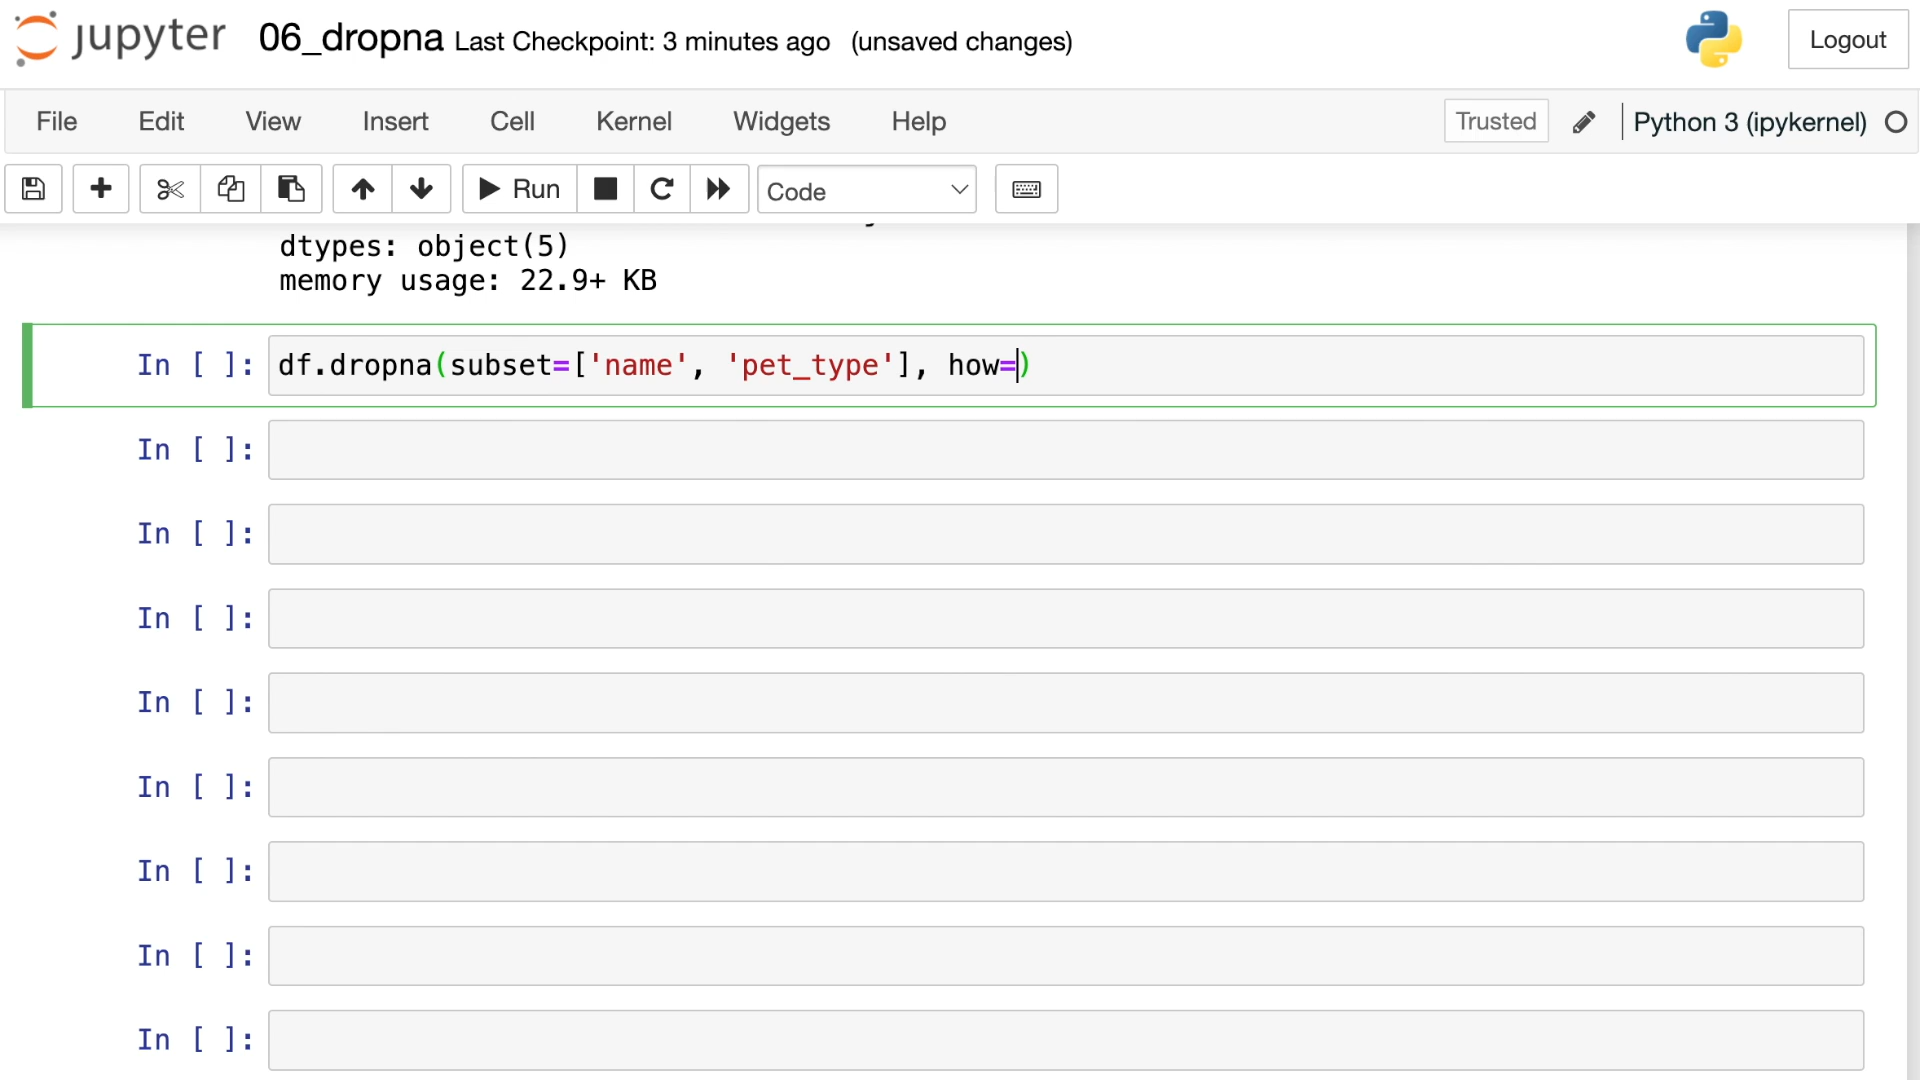 jupyter 06_dropna Last Checkpoint: 3 minutes ago (unsaved changes) Logout
File Edit View Insert Cell Kernel Widgets Help Trusted Python 3 (ipykernel)
Run Code
dtypes: object(5)
memory usage: 22.9+ KB
In [ ]: df.dropna(subset=['name', 'pet_type'], how=)
In [ ]:
In [ ]:
In [ ]:
In [ ]:
In [ ]:
In [ ]:
In [ ]:
In [ ]: